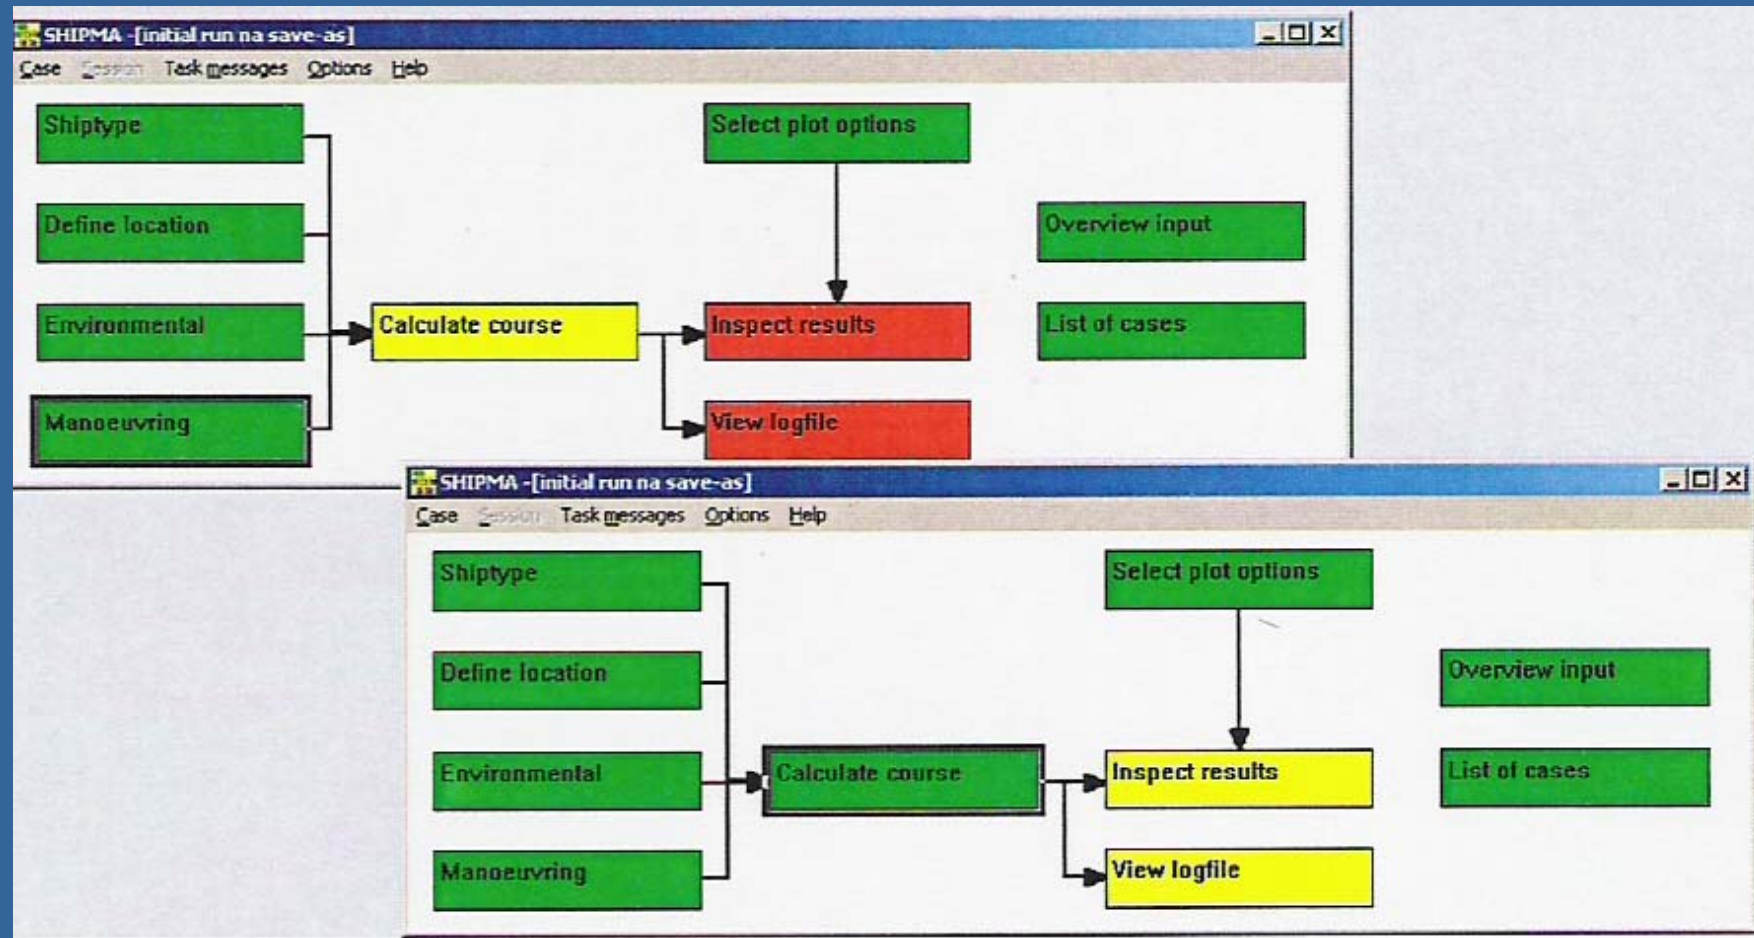 SHIPMA -[initial run na save-as]
Case Session Task messages Options Help
Shiptype
Select plot options
Define location
Overview input
Environmental
Calculate course
Inspect results
List of cases
Manoeuvring
View logfile
SHIPMA -[initial run na save-as]
Case Session Task messages Options Help
Shiptype
Select plot options
Define location
Overview input
Environmental
Calculate course
Inspect results
List of cases
Manoeuvring
View logfile